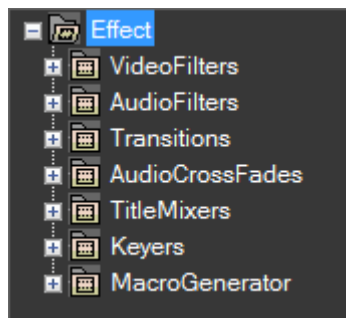 Effect
VideoFilters
AudioFilters
Transitions
AudioCrossFades
TitleMixers
Keyers
MacroGenerator